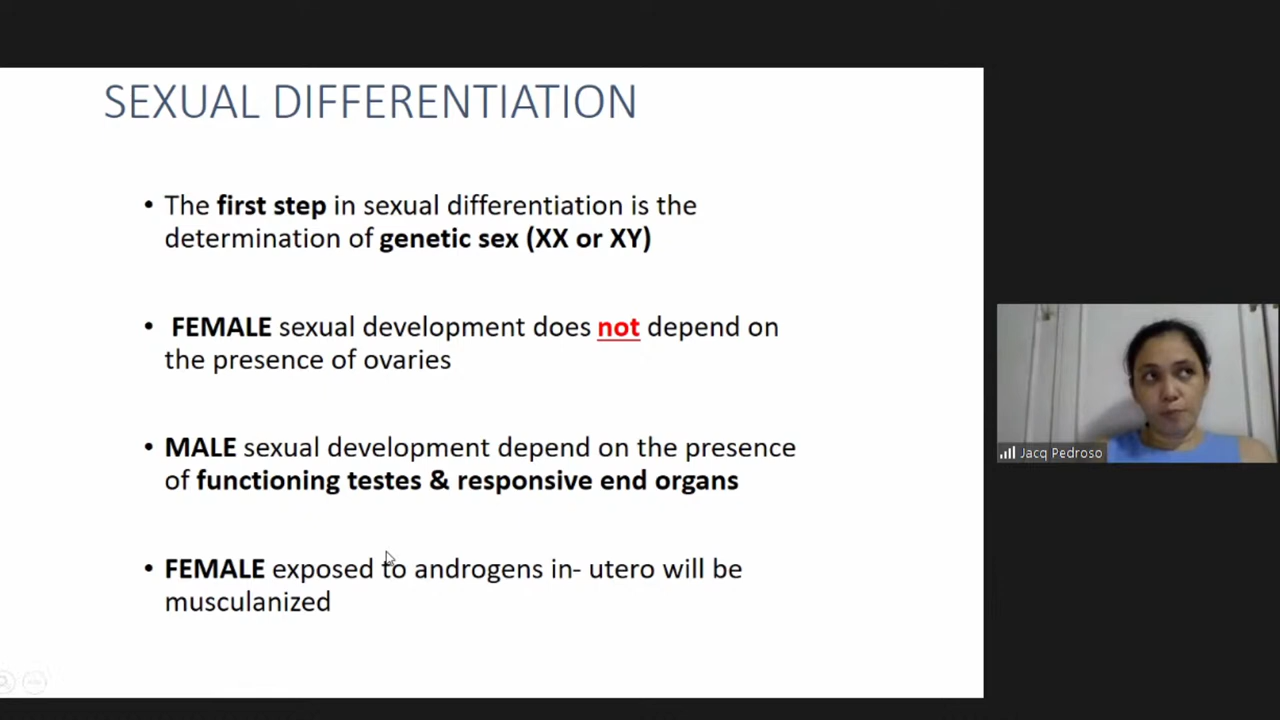 SEXUAL DIFFERENTIATION
• The first step in sexual differentiation is the
determination of genetic sex (XX or XY)
• FEMALE sexual development does not depend on
the presence of ovaries
• MALE sexual development depend on the presence
of functioning testes & responsive end organs
• FEMALE exposed to androgens in- utero will be
musculanized
Jacq Pedroso